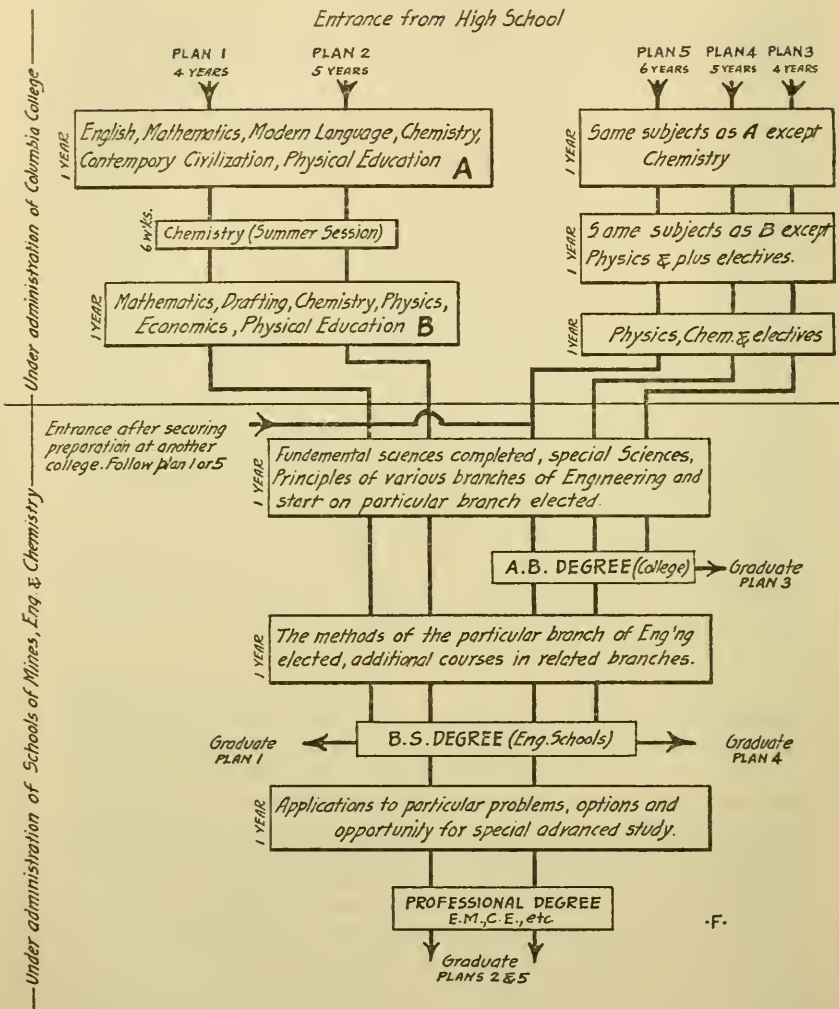 Entrance from High School
PLAN 1
4 YEARS
PLAN 2
5 YEARS
PLAN 5
6 YEARS
PLAN 4
5 YEARS
PLAN 3
4 YEARS
Under administration of Columbia College
1 YEAR
English, Mathematics, Modern Language, Chemistry,
Contempory Civilization, Physical Education A
1 YEAR
Same subjects as A except
Chemistry
6 wks.
Chemistry (Summer Session)
1 YEAR
Same subjects as B except
Physics & plus electives.
1 YEAR
Mathematics, Drafting, Chemistry, Physics,
Economics, Physical Education B
1 YEAR
Physics, Chem. & electives
Under administration of Schools of Mines, Eng. & Chemistry
Entrance after securing
preparation at another
college. Follow plan 1 or 5
1 YEAR
Fundemental sciences completed, special Sciences,
Principles of various branches of Engineering and
start on particular branch elected.
A.B. DEGREE (College)
Graduate
PLAN 3
1 YEAR
The methods of the particular branch of Eng'ng
elected, additional courses in related branches.
Graduate
PLAN 1
B.S. DEGREE (Eng. Schools)
Graduate
PLAN 4
1 YEAR
Applications to particular problems, options and
opportunity for special advanced study.
PROFESSIONAL DEGREE
E.M., C.E., etc
-F-
Graduate
PLANS 2 & 5